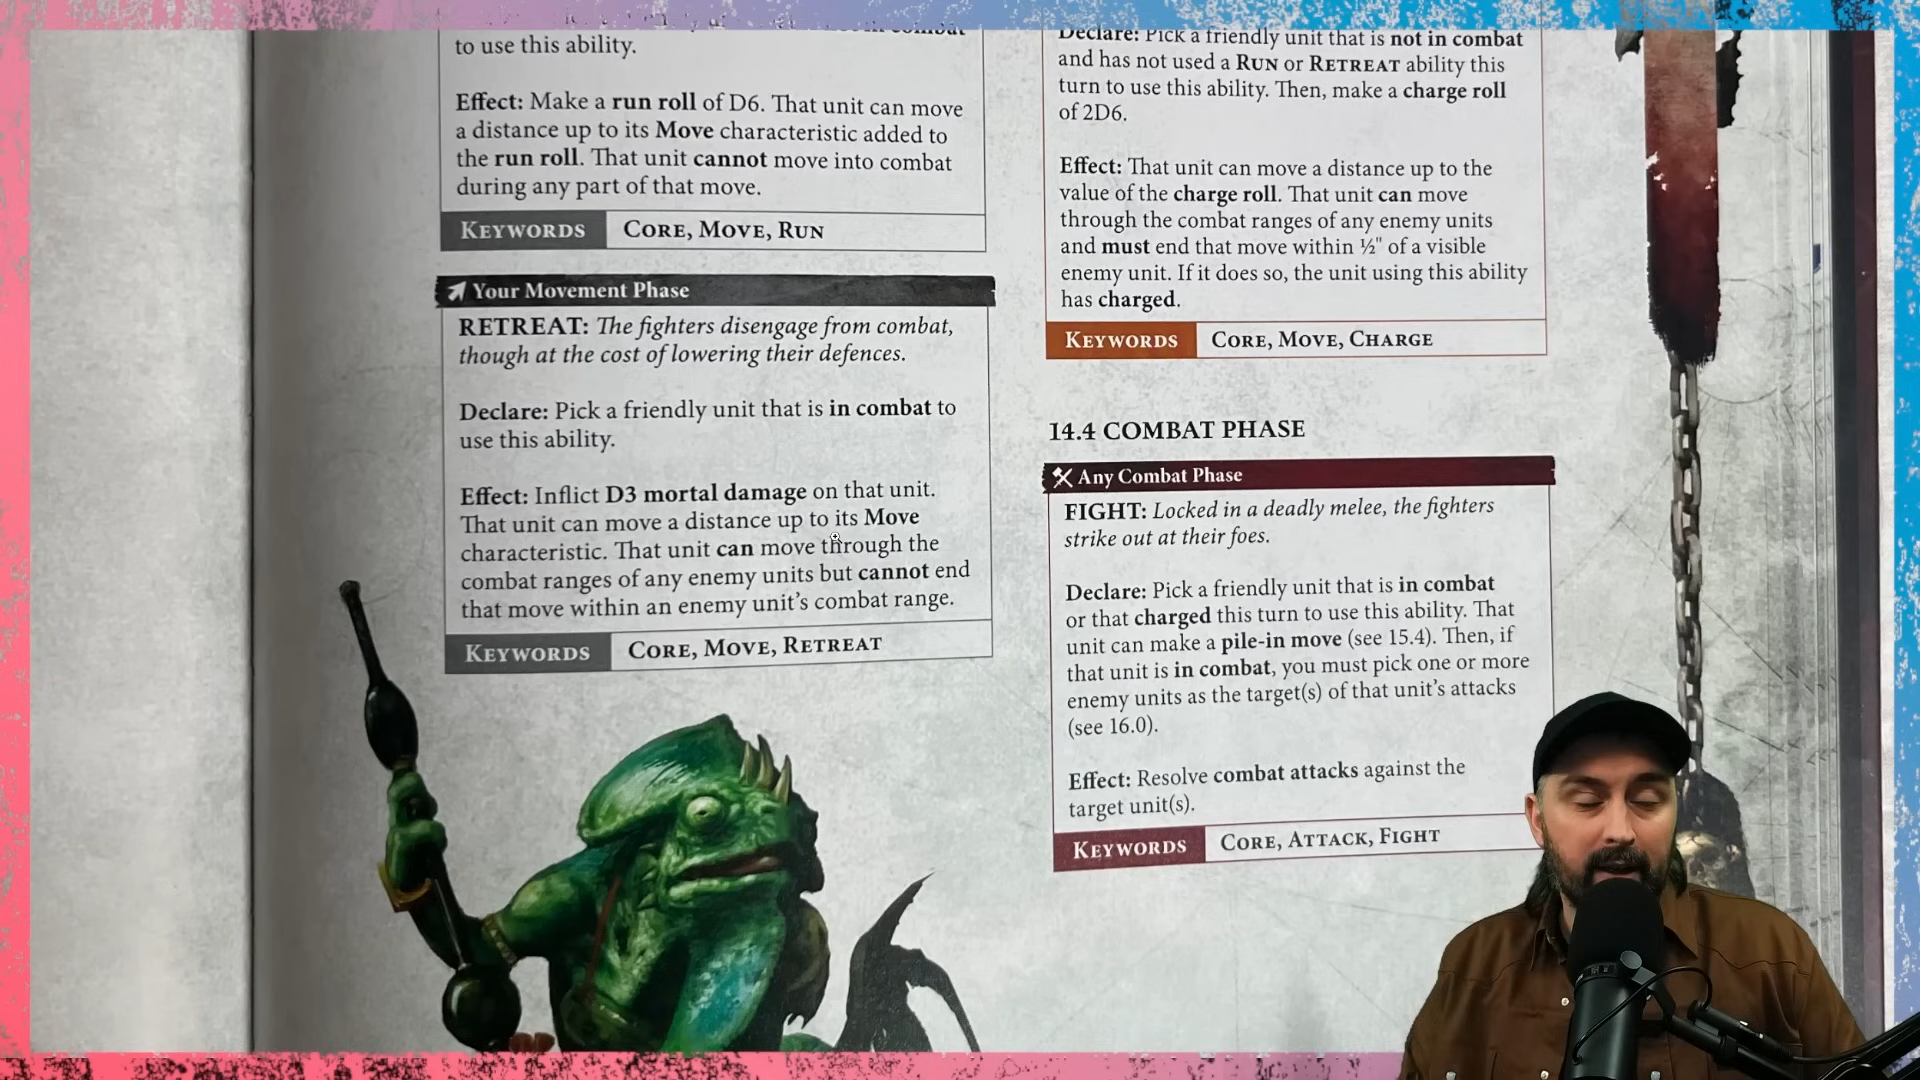 to use this ability.
Effect: Make a run roll of D6. That unit can move
a distance up to its Move characteristic added to
the run roll. That unit cannot move into combat
during any part of that move.
KEYWORDS CORE, MOVE, RUN
Your Movement Phase
RETREAT: The fighters disengage from combat,
though at the cost of lowering their defences.
Declare: Pick a friendly unit that is in combat to
use this ability.
Effect: Inflict D3 mortal damage on that unit.
That unit can move a distance up to its Move
characteristic. That unit can move through the
combat ranges of any enemy units but cannot end
that move within an enemy unit's combat range.
KEYWORDS CORE, MOVE, RETREAT
Declare: Pick a friendly unit that is not in combat
and has not used a RUN or RETREAT ability this
turn to use this ability. Then, make a charge roll
of 2D6.
Effect: That unit can move a distance up to the
value of the charge roll. That unit can move
through the combat ranges of any enemy units
and must end that move within ½" of a visible
enemy unit. If it does so, the unit using this ability
has charged.
KEYWORDS CORE, MOVE, CHARGE
14.4 COMBAT PHASE
Any Combat Phase
FIGHT: Locked in a deadly melee, the fighters
strike out at their foes.
Declare: Pick a friendly unit that is in combat
or that charged this turn to use this ability. That
unit can make a pile-in move (see 15.4). Then, if
that unit is in combat, you must pick one or more
enemy units as the target(s) of that unit's attacks
(see 16.0).
Effect: Resolve combat attacks against the
target unit(s).
KEYWORDS CORE, ATTACK, FIGHT